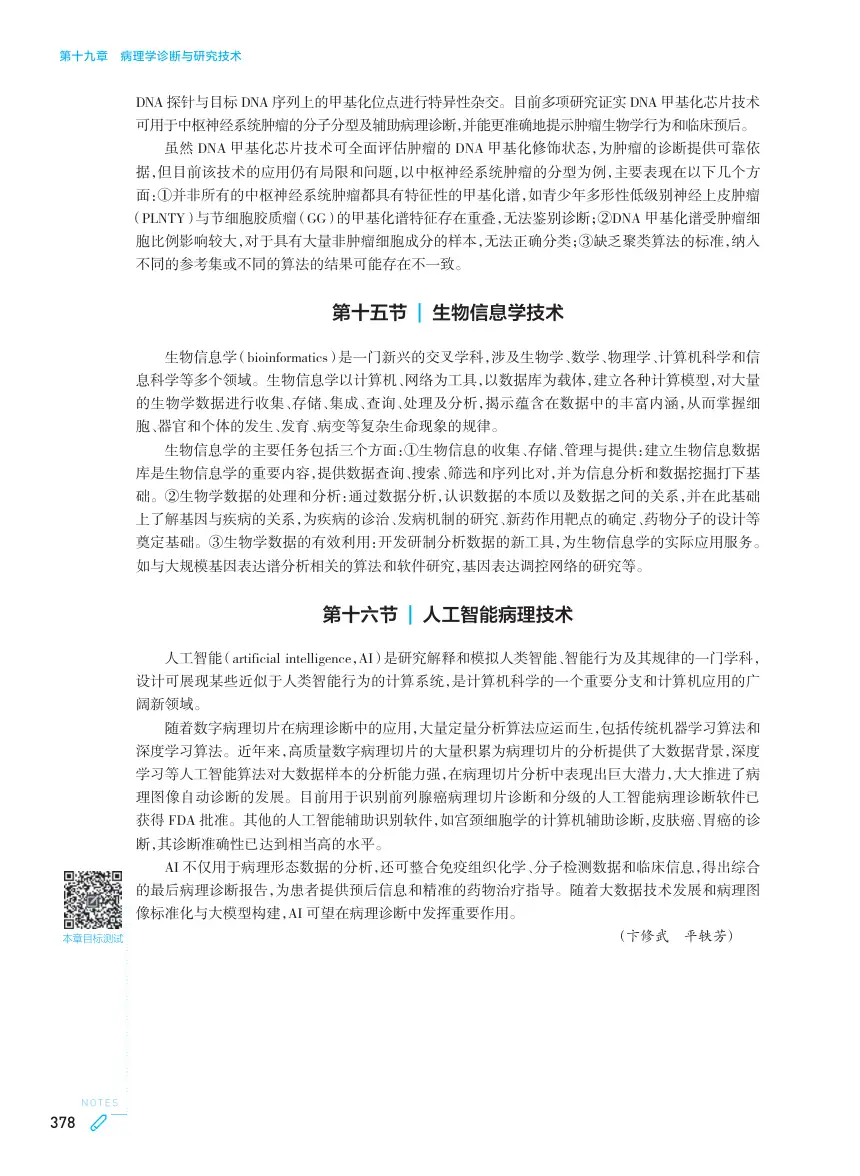 第十九章　病理学诊断与研究技术
DNA 探针与目标 DNA 序列上的甲基化位点进行特异性杂交。目前多项研究证实 DNA 甲基化芯片技术
可用于中枢神经系统肿瘤的分子分型及辅助病理诊断,并能更准确地提示肿瘤生物学行为和临床预后。
虽然 DNA 甲基化芯片技术可全面评估肿瘤的 DNA 甲基化修饰状态,为肿瘤的诊断提供可靠依
据,但目前该技术的应用仍有局限和问题,以中枢神经系统肿瘤的分型为例,主要表现在以下几个方
面:①并非所有的中枢神经系统肿瘤都具有特征性的甲基化谱,如青少年多形性低级别神经上皮肿瘤
(PLNTY)与节细胞胶质瘤(GG)的甲基化谱特征存在重叠,无法鉴别诊断;②DNA 甲基化谱受肿瘤细
胞比例影响较大,对于具有大量非肿瘤细胞成分的样本,无法正确分类;③缺乏聚类算法的标准,纳入
不同的参考集或不同的算法的结果可能存在不一致。
第十五节 | 生物信息学技术
生物信息学(bioinformatics)是一门新兴的交叉学科,涉及生物学、数学、物理学、计算机科学和信
息科学等多个领域。生物信息学以计算机、网络为工具,以数据库为载体,建立各种计算模型,对大量
的生物学数据进行收集、存储、集成、查询、处理及分析,揭示蕴含在数据中的丰富内涵,从而掌握细
胞、器官和个体的发生、发育、病变等复杂生命现象的规律。
生物信息学的主要任务包括三个方面:①生物信息的收集、存储、管理与提供:建立生物信息数据
库是生物信息学的重要内容,提供数据查询、搜索、筛选和序列比对,并为信息分析和数据挖掘打下基
础。②生物学数据的处理和分析:通过数据分析,认识数据的本质以及数据之间的关系,并在此基础
上了解基因与疾病的关系,为疾病的诊治、发病机制的研究、新药作用靶点的确定、药物分子的设计等
奠定基础。③生物学数据的有效利用:开发研制分析数据的新工具,为生物信息学的实际应用服务。
如与大规模基因表达谱分析相关的算法和软件研究,基因表达调控网络的研究等。
第十六节 | 人工智能病理技术
人工智能(artificial intelligence,AI)是研究解释和模拟人类智能、智能行为及其规律的一门学科,
设计可展现某些近似于人类智能行为的计算系统,是计算机科学的一个重要分支和计算机应用的广
阔新领域。
随着数字病理切片在病理诊断中的应用,大量定量分析算法应运而生,包括传统机器学习算法和
深度学习算法。近年来,高质量数字病理切片的大量积累为病理切片的分析提供了大数据背景,深度
学习等人工智能算法对大数据样本的分析能力强,在病理切片分析中表现出巨大潜力,大大推进了病
理图像自动诊断的发展。目前用于识别前列腺癌病理切片诊断和分级的人工智能病理诊断软件已
获得 FDA 批准。其他的人工智能辅助识别软件,如宫颈细胞学的计算机辅助诊断,皮肤癌、胃癌的诊
断,其诊断准确性已达到相当高的水平。
AI 不仅用于病理形态数据的分析,还可整合免疫组织化学、分子检测数据和临床信息,得出综合
的最后病理诊断报告,为患者提供预后信息和精准的药物治疗指导。随着大数据技术发展和病理图
像标准化与大模型构建,AI 可望在病理诊断中发挥重要作用。
(卞修武　平轶芳)
本章目标测试
NOTES
378